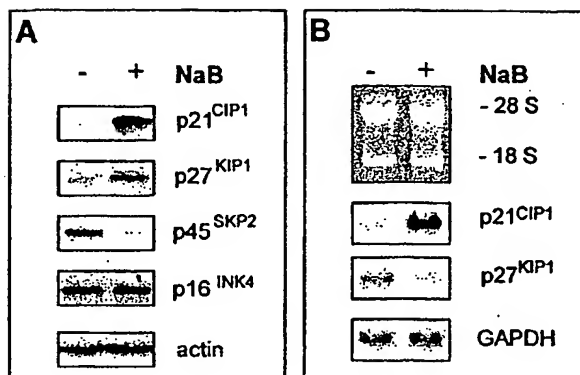 A
- + NaB
p21CIP1
p27KIP1
p45SKP2
p16INK4
actin
B
- + NaB
- 28 S
- 18 S
p21CIP1
p27KIP1
GAPDH